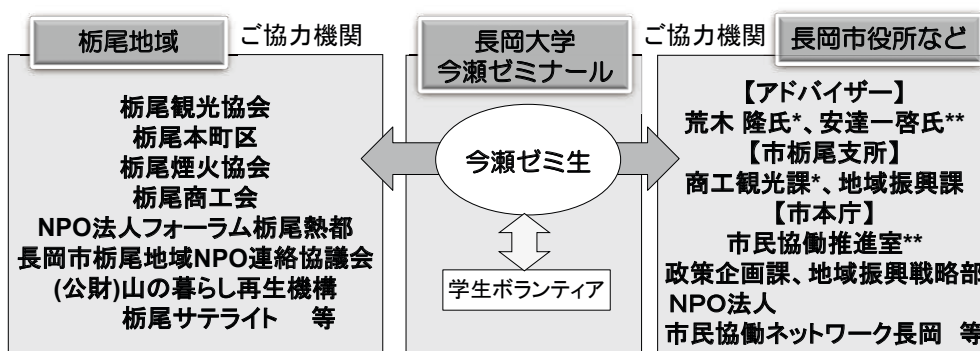 栃尾地域
ご協力機関
栃尾観光協会
栃尾本町区
栃尾煙火協会
栃尾商工会
NPO法人フォーラム栃尾熱都
長岡市栃尾地域NPO連絡協議会
(公財)山の暮らし再生機構
栃尾サテライト 等
長岡大学
今瀬ゼミナール
今瀬ゼミ生
学生ボランティア
ご協力機関
長岡市役所など
【アドバイザー】
荒木 隆氏*、安達一啓氏**
【市栃尾支所】
商工観光課*、地域振興課
【市本庁】
市民協働推進室**
政策企画課、地域振興戦略部
NPO法人
市民協働ネットワーク長岡 等